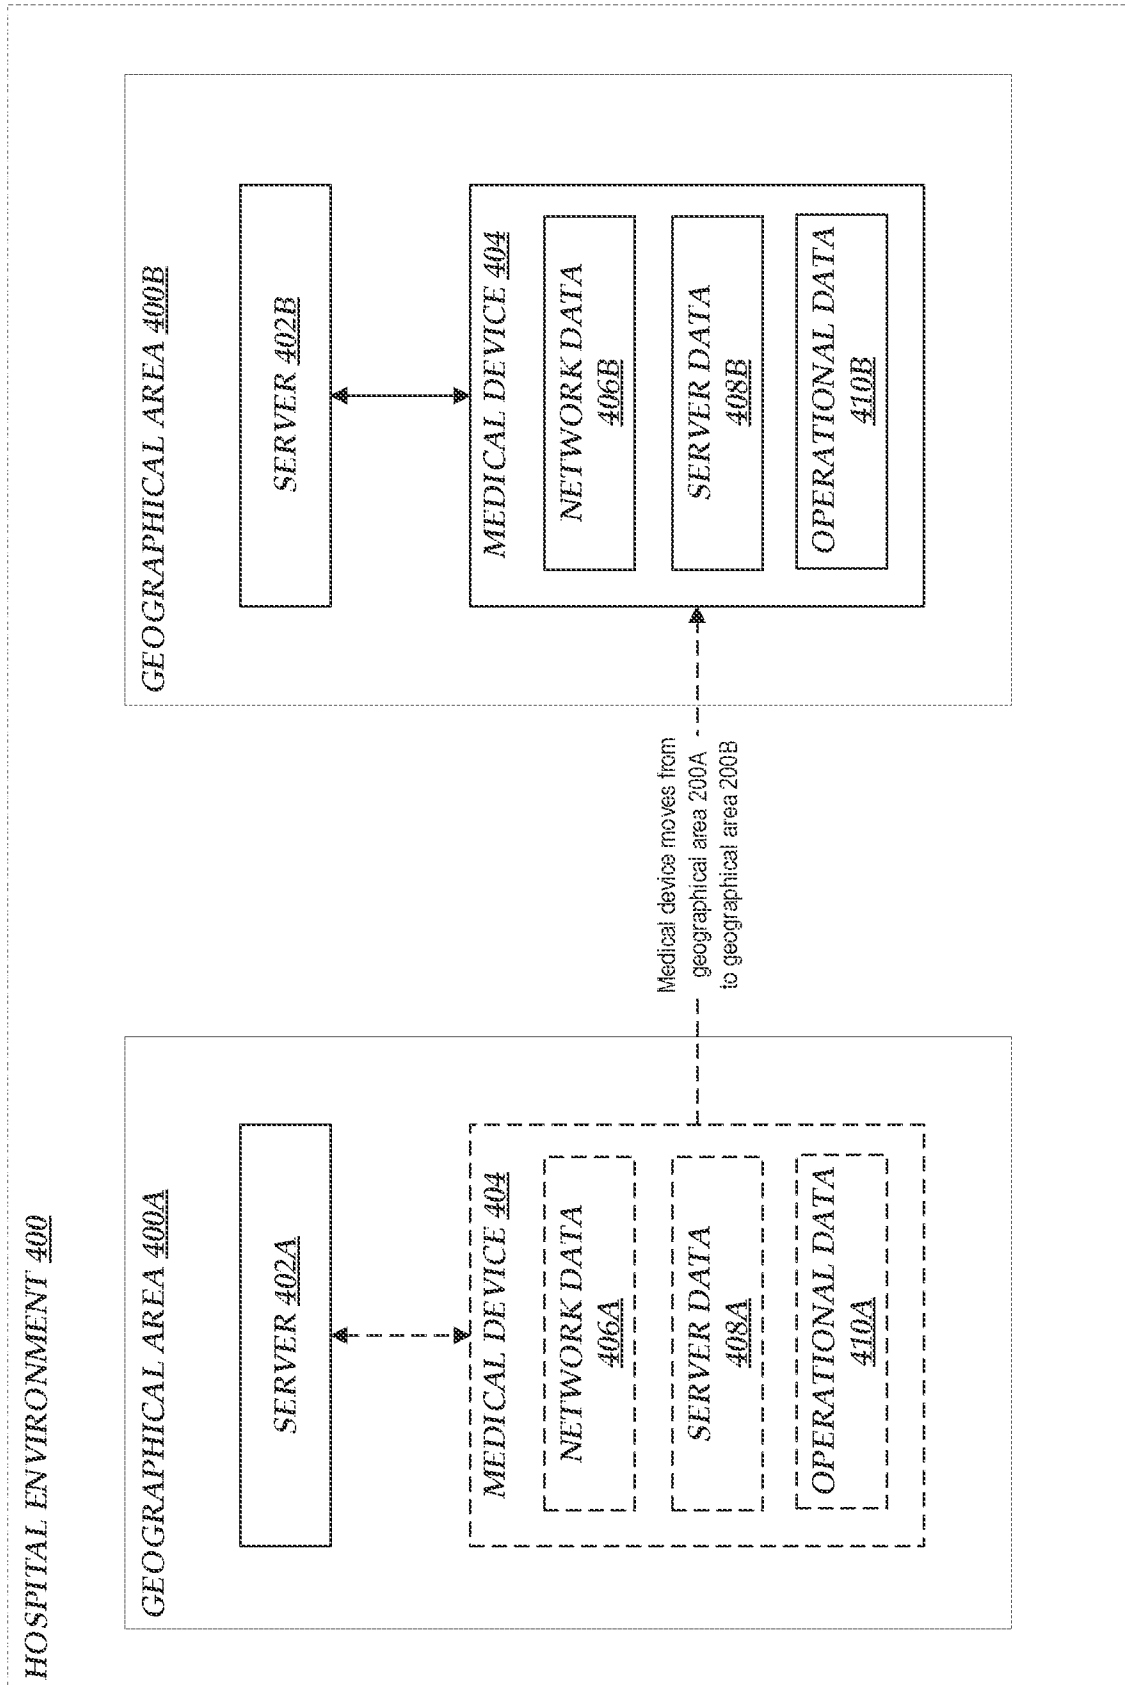 HOSPITAL ENVIRONMENT 400
GEOGRAPHICAL AREA 400A
SERVER 402A
MEDICAL DEVICE 404
NETWORK DATA
406A
SERVER DATA
408A
OPERATIONAL DATA
410A
Medical device moves from
geographical area 200A
to geographical area 200B
GEOGRAPHICAL AREA 400B
SERVER 402B
MEDICAL DEVICE 404
NETWORK DATA
406B
SERVER DATA
408B
OPERATIONAL DATA
410B